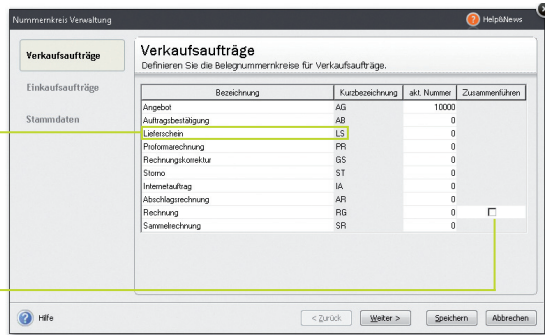 Nummernkreis Verwaltung
Help&News
Verkaufsaufträge
Einkaufsaufträge
Stammdaten
Verkaufsaufträge
Definieren Sie die Belegnummernkreise für Verkaufsaufträge.
Bezeichnung Kurzbezeichnung akt. Nummer Zusammenführen
Angebot AG 10000
Auftragsbestätigung AB 0
Lieferschein LS 0
Proformarechnung PR 0
Rechnungskorrektur GS 0
Storno ST 0
Internetauftrag IA 0
Abschlagsrechnung AR 0
Rechnung RG 0
Sammelrechnung SR 0
Hilfe
< Zurück Weiter > Speichern Abbrechen